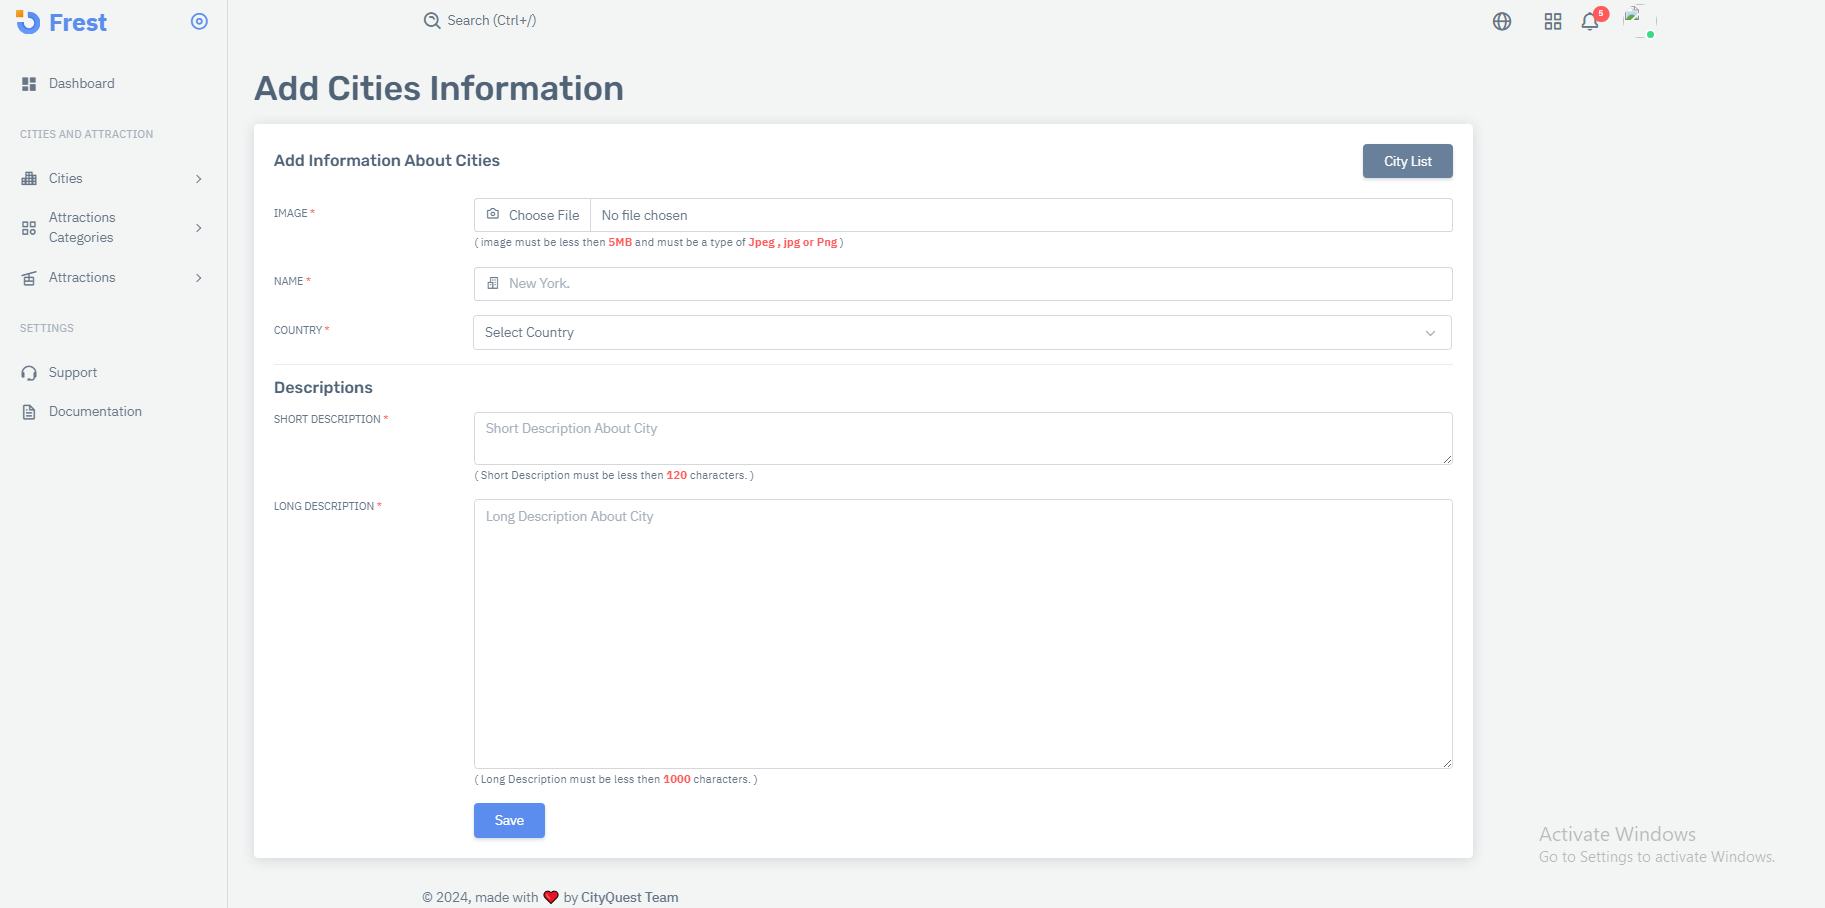 Frest
Search (Ctrl+/)
5
Dashboard
CITIES AND ATTRACTION
Cities
Attractions
Categories
Attractions
SETTINGS
Support
Documentation
Add Cities Information
Add Information About Cities
City List
IMAGE *
Choose File No file chosen
( image must be less then 5MB and must be a type of Jpeg , jpg or Png )
NAME *
New York.
COUNTRY *
Select Country
Descriptions
SHORT DESCRIPTION *
Short Description About City
( Short Description must be less then 120 characters. )
LONG DESCRIPTION *
Long Description About City
( Long Description must be less then 1000 characters. )
Save
© 2024, made with ❤ by CityQuest Team
Activate Windows
Go to Settings to activate Windows.